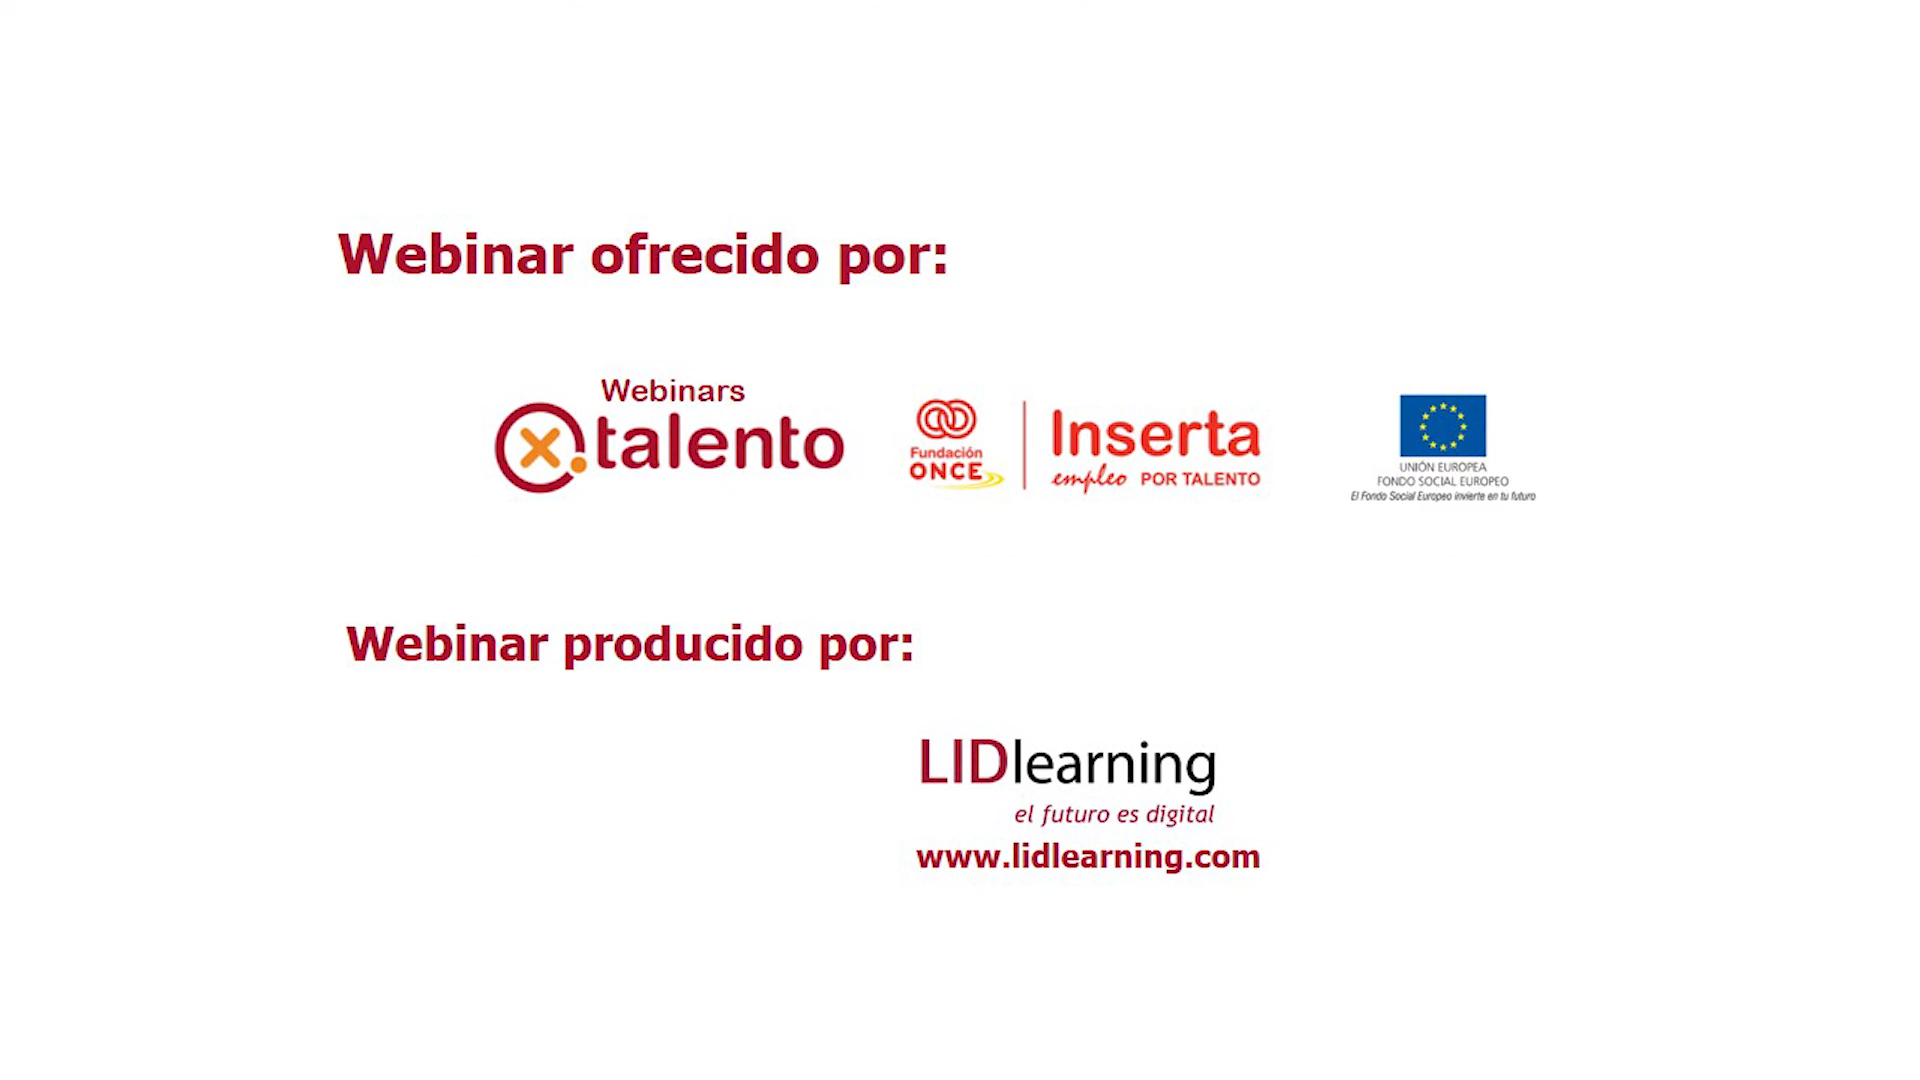 Webinar ofrecido por:
Webinars
x.talento
Fundación
ONCE
Inserta
empleo POR TALENTO
UNIÓN EUROPEA
FONDO SOCIAL EUROPEO
El Fondo Social Europeo invierte en tu futuro
Webinar producido por:
LIDlearning
el futuro es digital
www.lidlearning.com